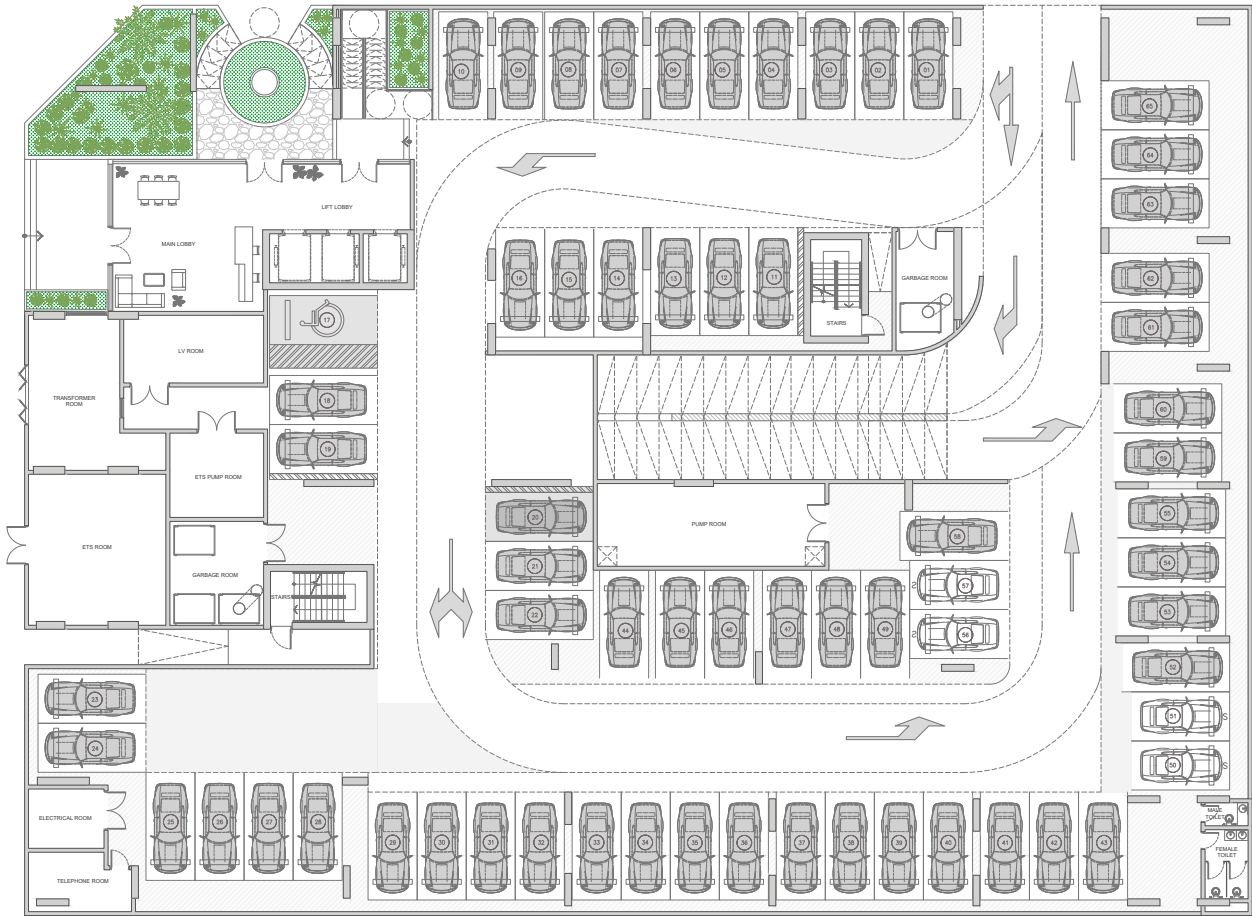 10
09
08
07
06
05
04
03
02
01
65
64
63
LIFT LOBBY
MAIN LOBBY
16
15
14
13
12
11
GARBAGE ROOM
STAIRS
62
61
17
LV ROOM
TRANSFORMER
ROOM
18
19
60
59
ETS PUMP ROOM
ETS ROOM
GARBAGE ROOM
STAIRS
20
21
22
PUMP ROOM
58
57
56
S
S
55
54
53
44
45
46
47
48
49
52
51
S
50
S
23
24
25
26
27
28
ELECTRICAL ROOM
TELEPHONE ROOM
29
30
31
32
33
34
35
36
37
38
39
40
41
42
43
MALE
TOILET
FEMALE
TOILET